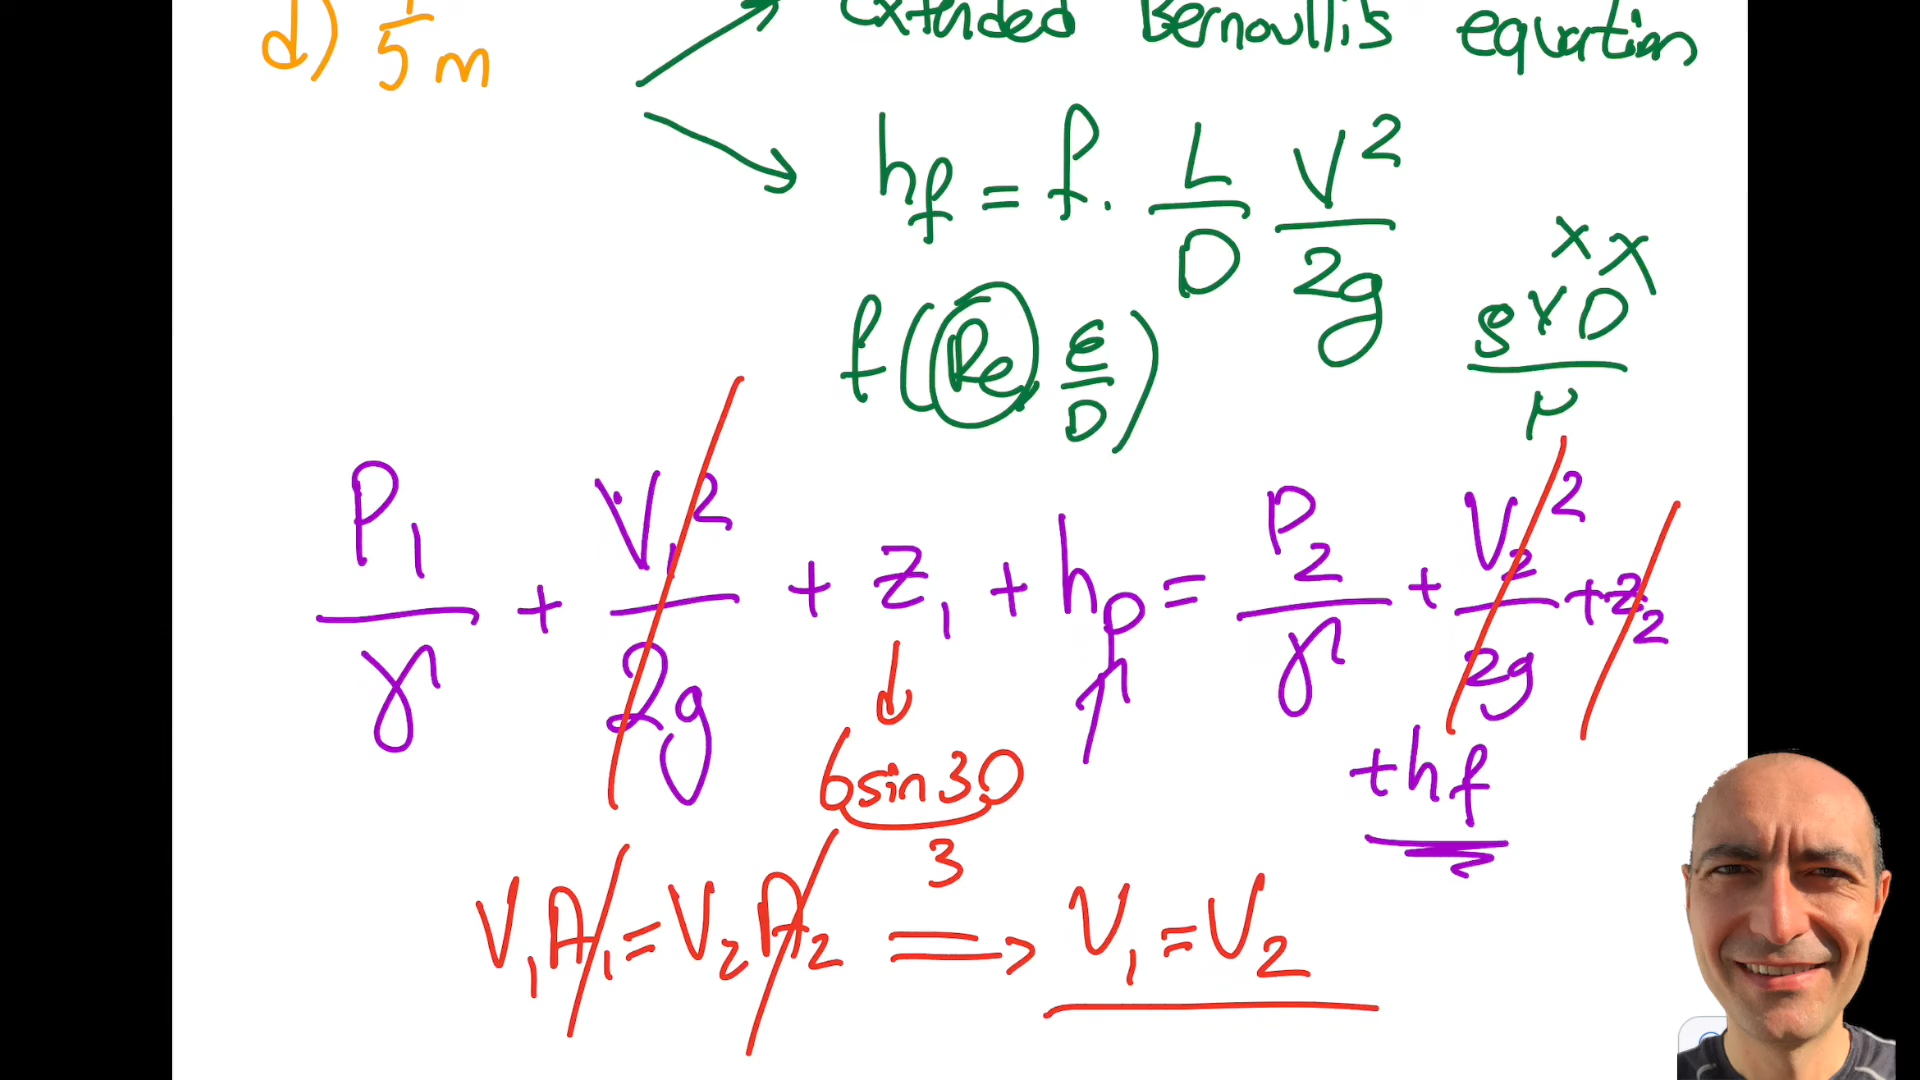 d) 5 m
Extended Bernoulli's equation
hf = f. L/D V²/2g
f(Re, ε/D)
x x
ρVD/μ
P₁/γ + V₁²/2g + z₁ + hp = P₂/γ + V₂²/2g + z₂
+hf
6sin30
3
V₁A₁ = V₂A₂ ⟹ V₁ = V₂